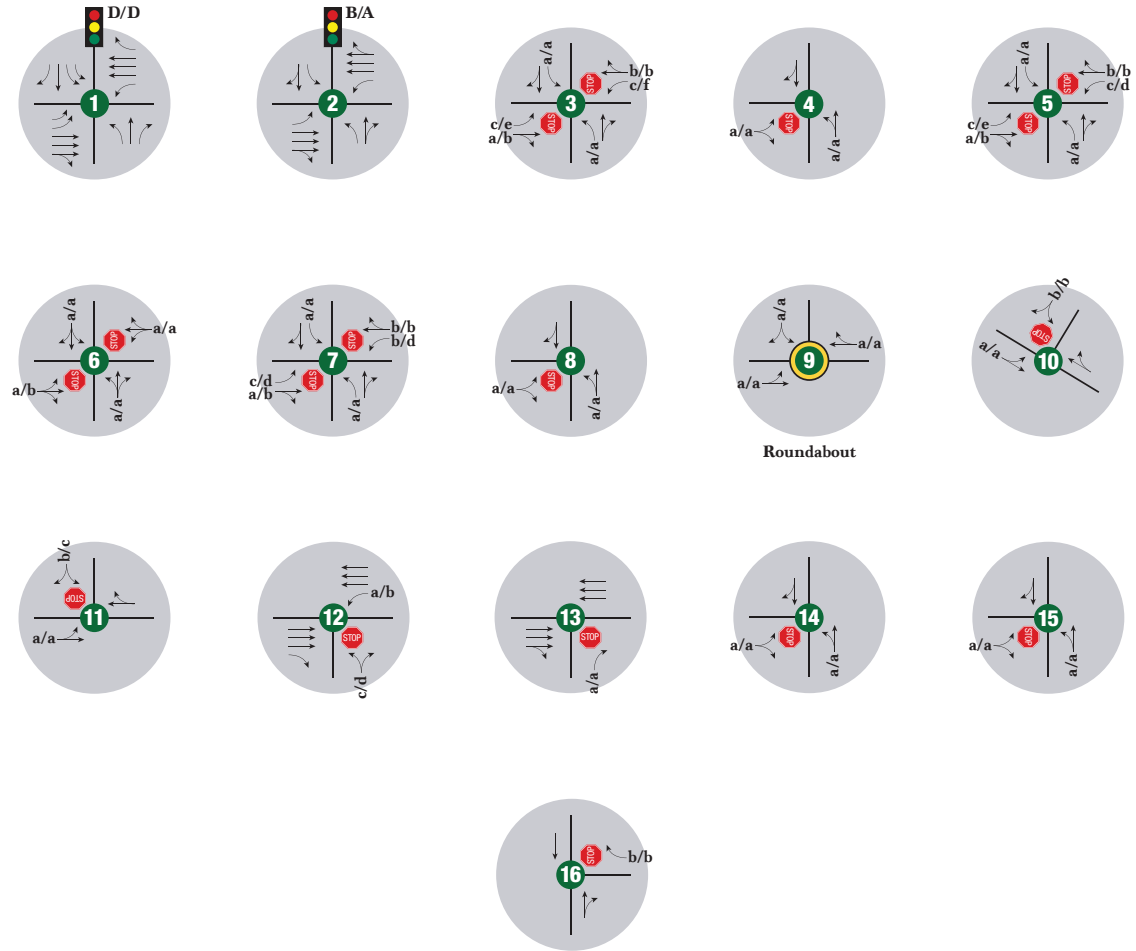 D/D
B/A
1
2
a/a
STOP
b/b
c/f
3
c/e
a/b
STOP
a/a
4
a/a
STOP
a/a
a/a
STOP
b/b
c/d
5
c/e
a/b
STOP
a/a
a/a
STOP
a/a
6
a/b
STOP
a/a
a/a
STOP
b/b
b/d
7
c/d
a/b
STOP
a/a
8
a/a
STOP
a/a
a/a
a/a
9
a/a
Roundabout
b/b
STOP
a/a
10
b/c
STOP
11
a/a
a/b
12
STOP
c/d
13
STOP
a/a
14
a/a
STOP
a/a
15
a/a
STOP
a/a
STOP
b/b
16